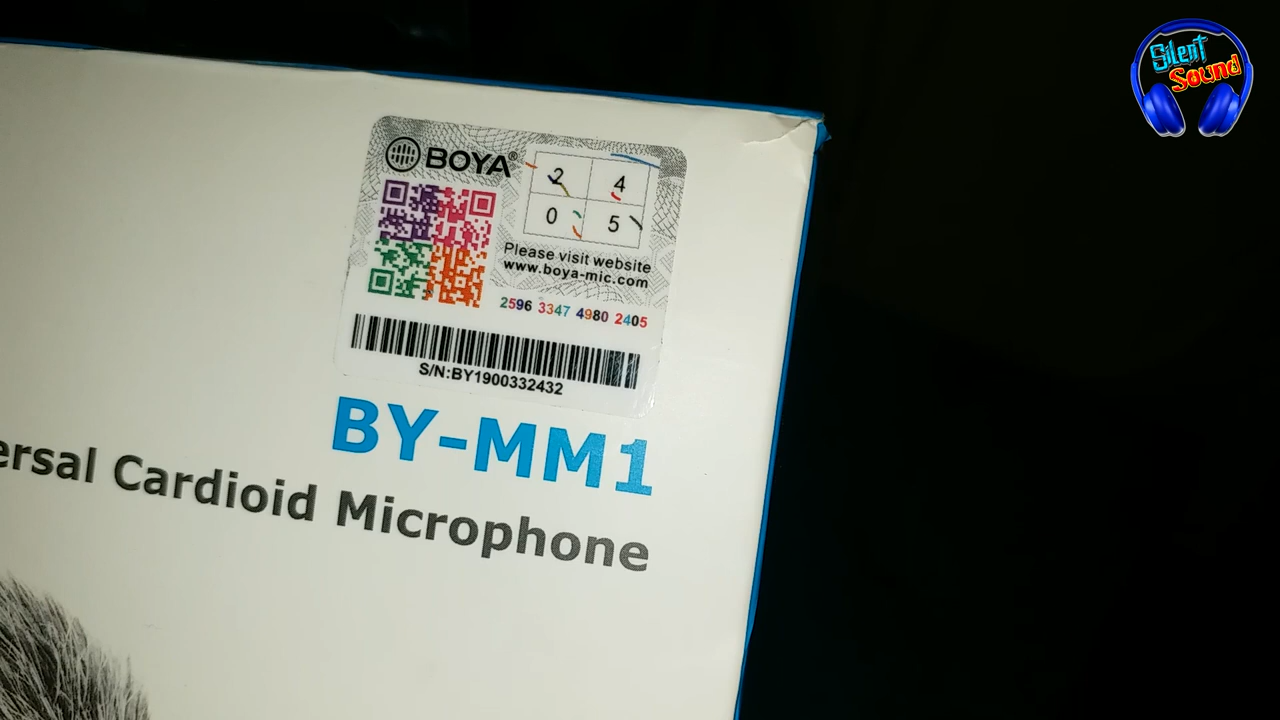 Silent
Sound
BOYA®
2 4
0 5
Please visit website
www.boya-mic.com
2596 3347 4980 2405
S/N:BY1900332432
BY-MM1
ersal Cardioid Microphone